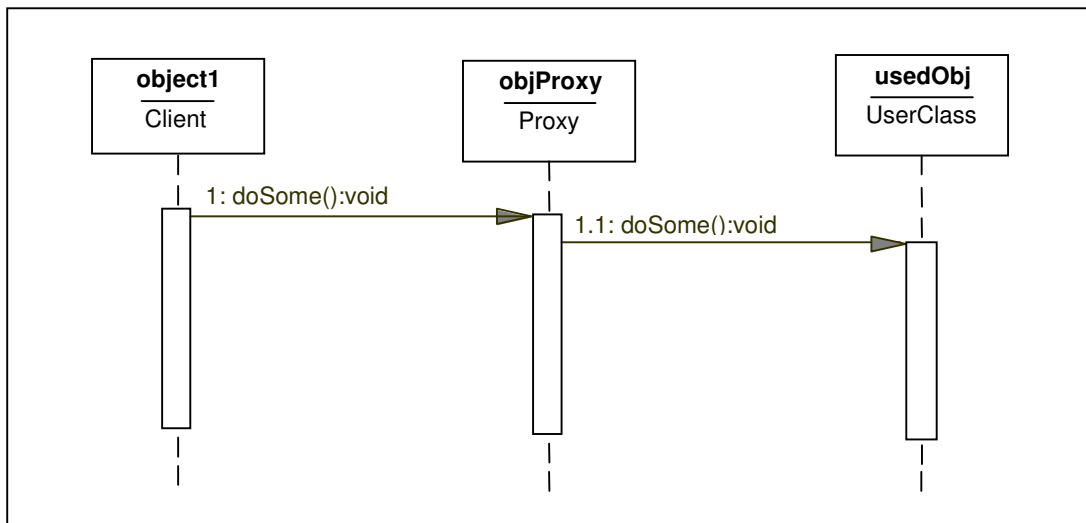 object1
Client
objProxy
Proxy
usedObj
UserClass
1: doSome():void
1.1: doSome():void